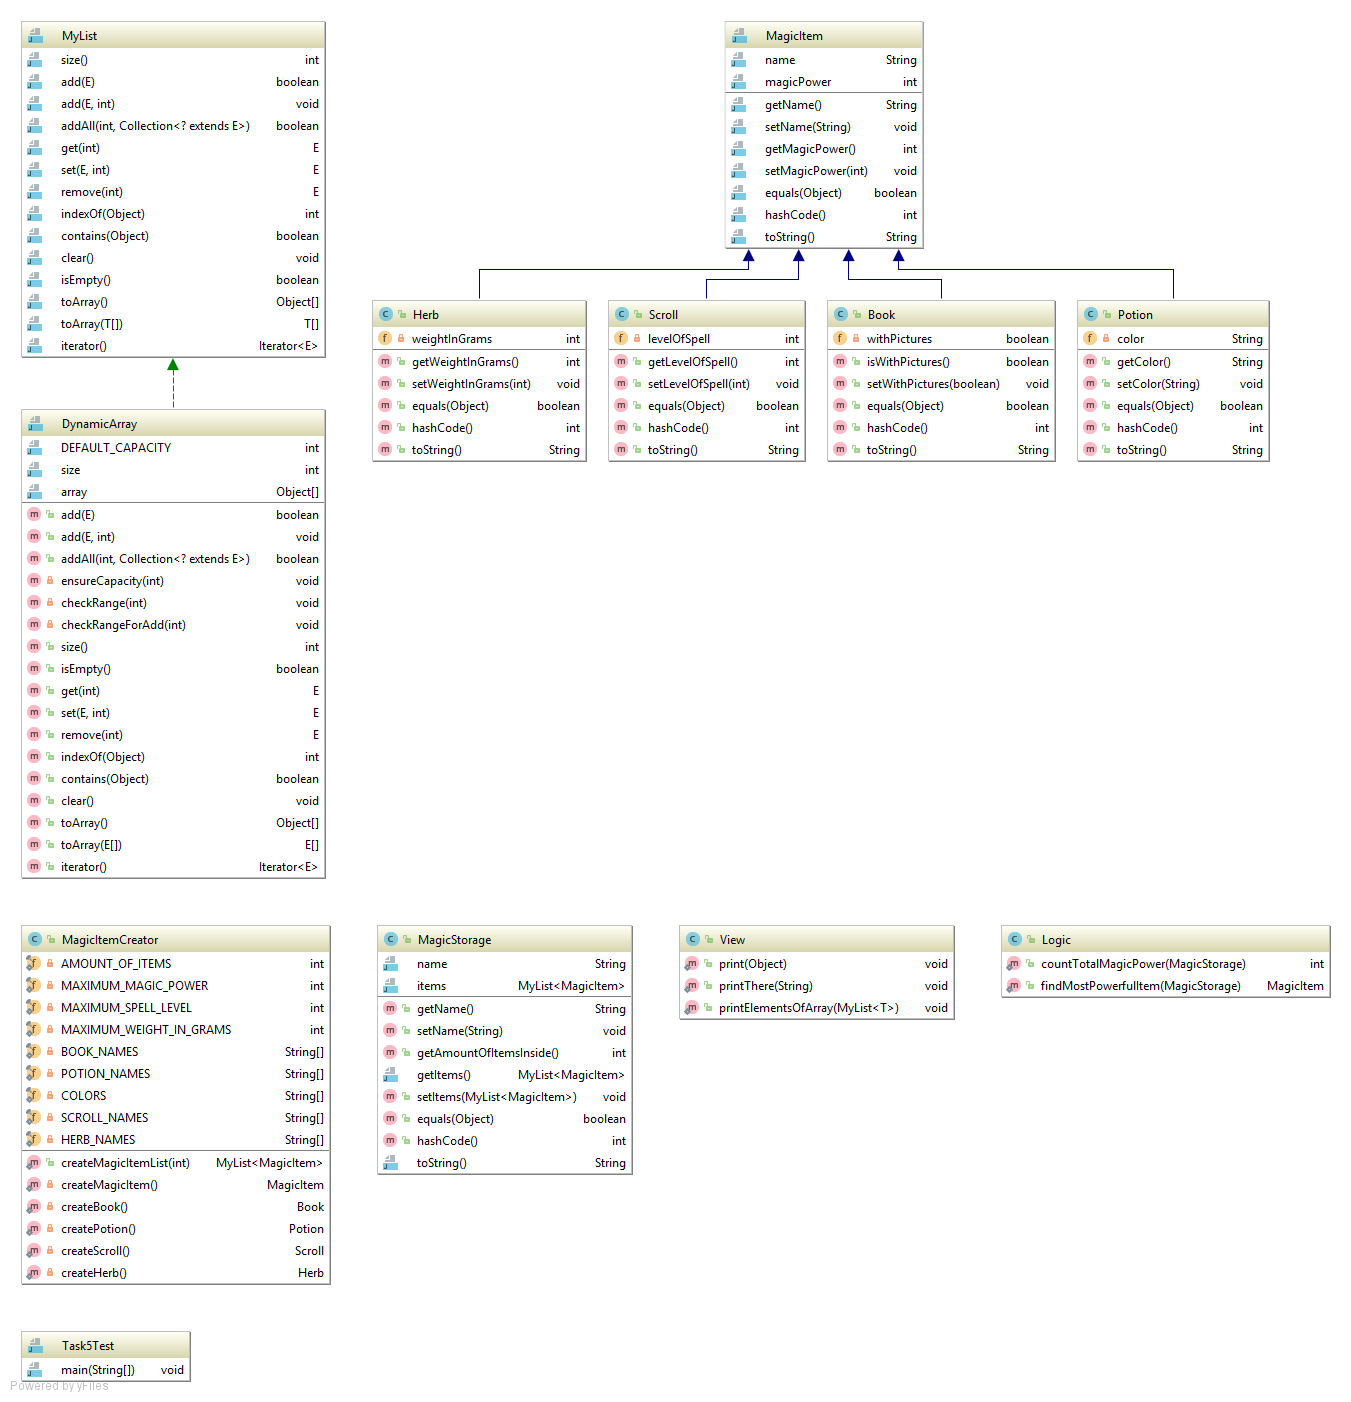 MyList
size() int
add(E) boolean
add(E, int) void
addAll(int, Collection<? extends E>) boolean
get(int) E
set(E, int) E
remove(int) E
indexOf(Object) int
contains(Object) boolean
clear() void
isEmpty() boolean
toArray() Object[]
toArray(T[]) T[]
iterator() Iterator<E>
MagicItem
name String
magicPower int
getName() String
setName(String) void
getMagicPower() int
setMagicPower(int) void
equals(Object) boolean
hashCode() int
toString() String
Herb
weightInGrams int
getWeightInGrams() int
setWeightInGrams(int) void
equals(Object) boolean
hashCode() int
toString() String
Scroll
levelOfSpell int
getLevelOfSpell() int
setLevelOfSpell(int) void
equals(Object) boolean
hashCode() int
toString() String
Book
withPictures boolean
isWithPictures() boolean
setWithPictures(boolean) void
equals(Object) boolean
hashCode() int
toString() String
Potion
color String
getColor() String
setColor(String) void
equals(Object) boolean
hashCode() int
toString() String
DynamicArray
DEFAULT_CAPACITY int
size int
array Object[]
add(E) boolean
add(E, int) void
addAll(int, Collection<? extends E>) boolean
ensureCapacity(int) void
checkRange(int) void
checkRangeForAdd(int) void
size() int
isEmpty() boolean
get(int) E
set(E, int) E
remove(int) E
indexOf(Object) int
contains(Object) boolean
clear() void
toArray() Object[]
toArray(E[]) E[]
iterator() Iterator<E>
MagicItemCreator
AMOUNT_OF_ITEMS int
MAXIMUM_MAGIC_POWER int
MAXIMUM_SPELL_LEVEL int
MAXIMUM_WEIGHT_IN_GRAMS int
BOOK_NAMES String[]
POTION_NAMES String[]
COLORS String[]
SCROLL_NAMES String[]
HERB_NAMES String[]
createMagicItemList(int) MyList<MagicItem>
createMagicItem() MagicItem
createBook() Book
createPotion() Potion
createScroll() Scroll
createHerb() Herb
MagicStorage
name String
items MyList<MagicItem>
getName() String
setName(String) void
getAmountOfItemsInside() int
getItems() MyList<MagicItem>
setItems(MyList<MagicItem>) void
equals(Object) boolean
hashCode() int
toString() String
View
print(Object) void
printThere(String) void
printElementsOfArray(MyList<T>) void
Logic
countTotalMagicPower(MagicStorage) int
findMostPowerfulItem(MagicStorage) MagicItem
Task5Test
main(String[]) void
Powered by yFiles